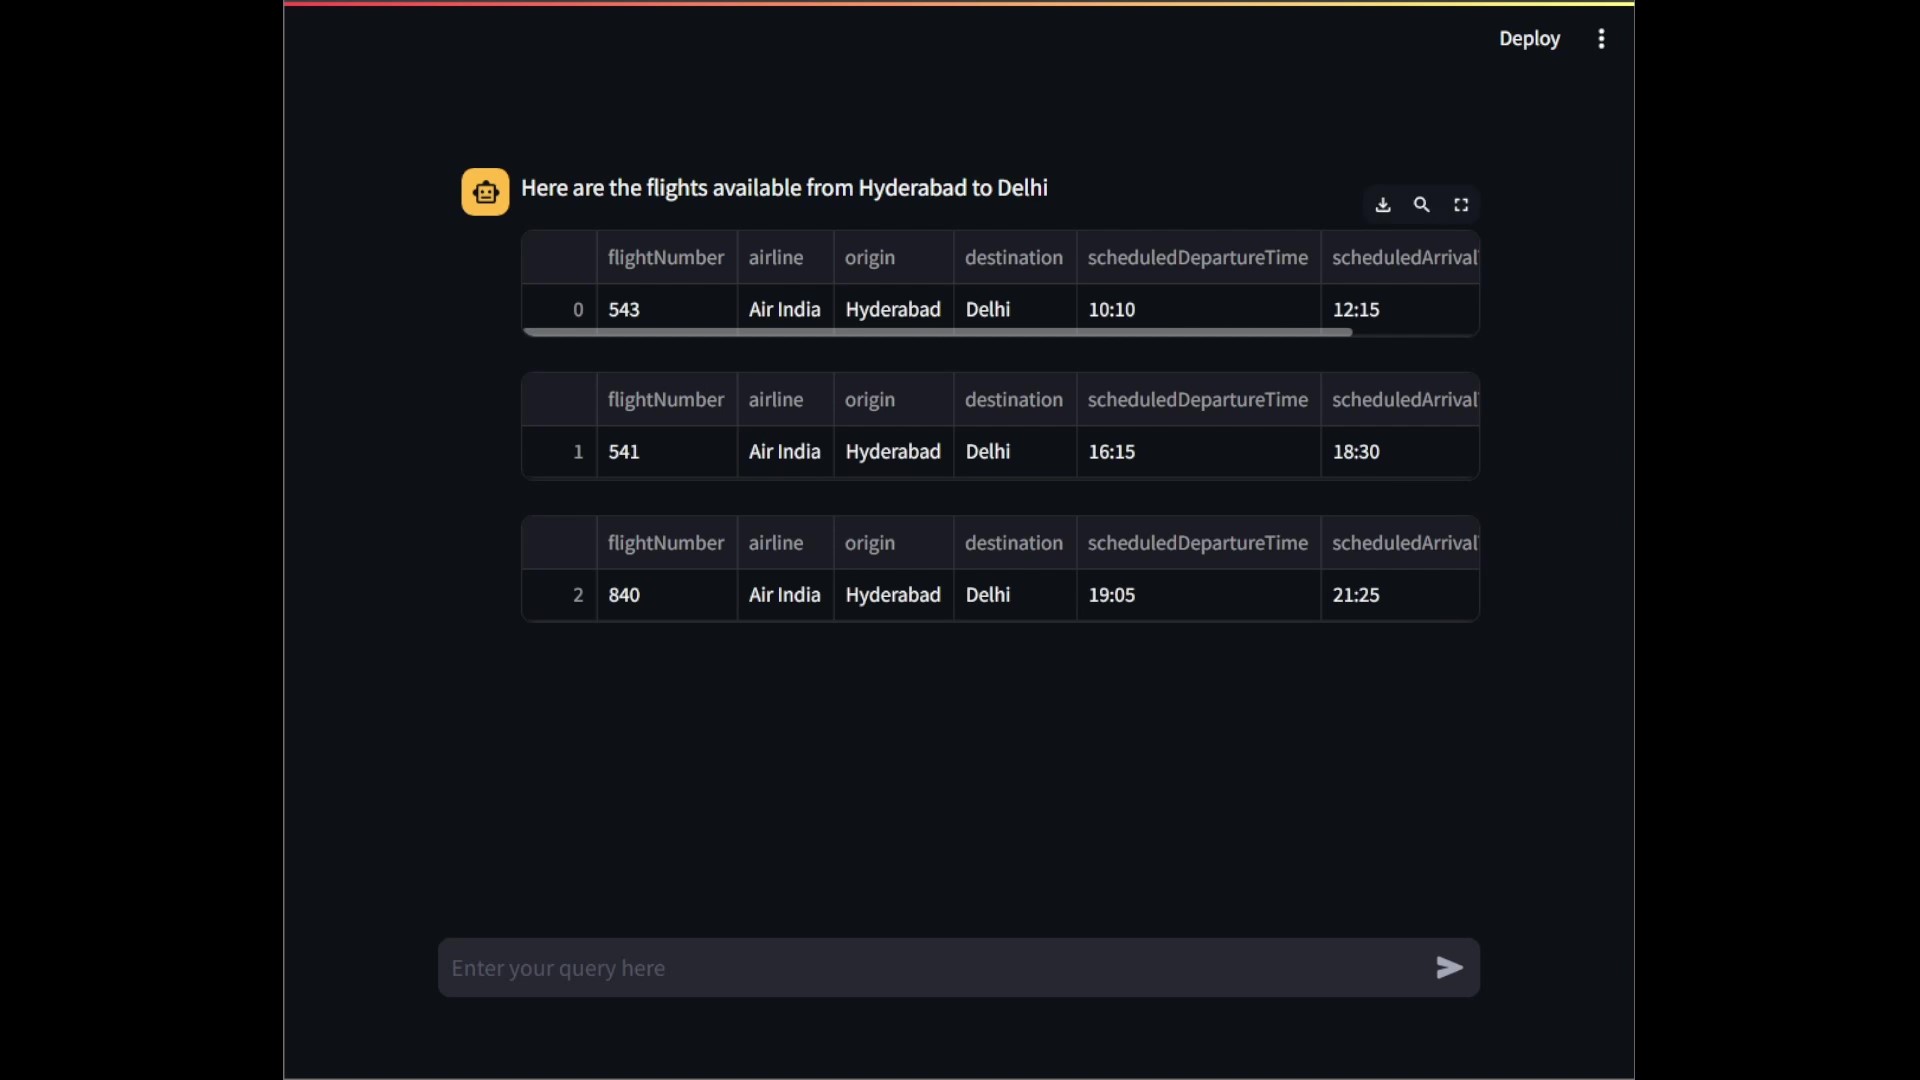 Deploy
Here are the flights available from Hyderabad to Delhi
flightNumber airline origin destination scheduledDepartureTime scheduledArrival
0 543 Air India Hyderabad Delhi 10:10 12:15
flightNumber airline origin destination scheduledDepartureTime scheduledArrival
1 541 Air India Hyderabad Delhi 16:15 18:30
flightNumber airline origin destination scheduledDepartureTime scheduledArrival
2 840 Air India Hyderabad Delhi 19:05 21:25
Enter your query here